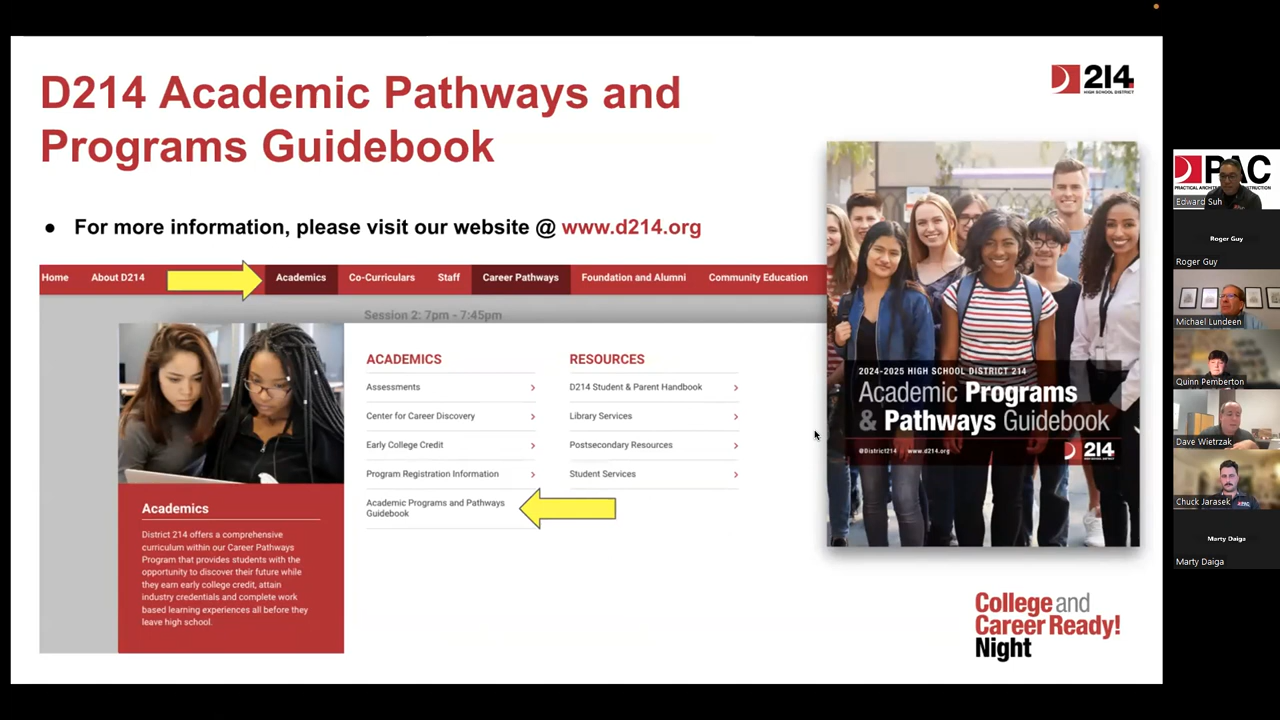 D214 Academic Pathways and
Programs Guidebook
214
HIGH SCHOOL DISTRICT
● For more information, please visit our website @ www.d214.org
Home About D214 Academics Co-Curriculars Staff Career Pathways Foundation and Alumni Community Education
Session 2: 7pm - 7:45pm
ACADEMICS
Assessments
Center for Career Discovery
Early College Credit
Program Registration Information
Academic Programs and Pathways
Guidebook
RESOURCES
D214 Student & Parent Handbook
Library Services
Postsecondary Resources
Student Services
Academics
District 214 offers a comprehensive
curriculum within our Career Pathways
Program that provides students with the
opportunity to discover their future while
they earn early college credit, attain
industry credentials and complete work
based learning experiences all before they
leave high school.
2024-2025 HIGH SCHOOL DISTRICT 214
Academic Programs
& Pathways Guidebook
@District214 www.d214.org
214
College and
Career Ready!
Night
PAC
Edward Suh
Roger Guy
Roger Guy
Michael Lundeen
Quinn Pemberton
Dave Wietrzak
Chuck Jarasek
Marty Daiga
Marty Daiga